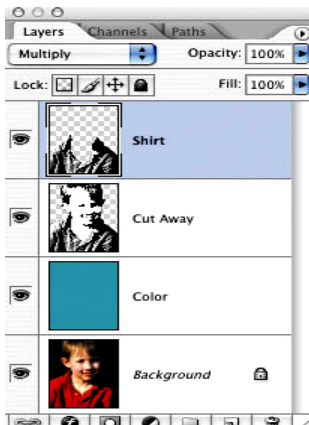 Layers Channels Paths
Multiply Opacity: 100%
Lock: Fill: 100%
Shirt
Cut Away
Color
Background